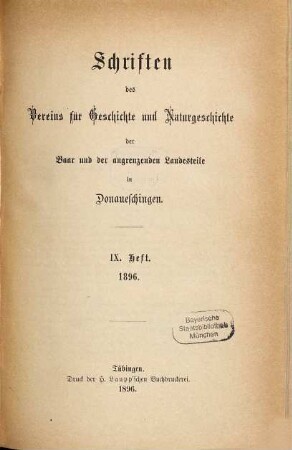 Schriften
des
Vereins für Geschichte und Naturgeschichte
der
Baar und der angrenzenden Landesteile
in
Donaueschingen.
IX. Heft.
1896.
Bayerische
Staatsbibliothek
München
Tübingen.
Druck der H. Laupp'schen Buchdruckerei.
1896.